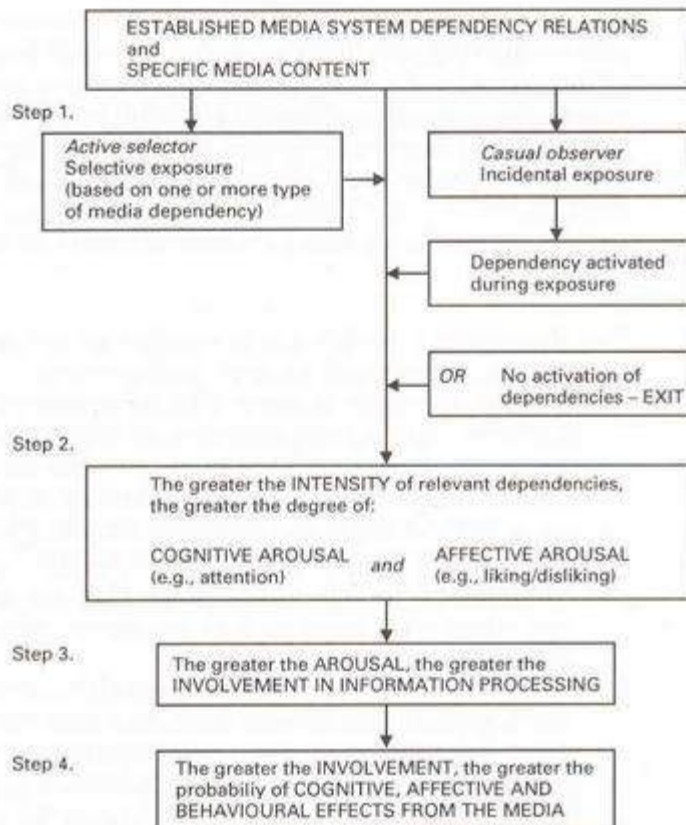 ESTABLISHED MEDIA SYSTEM DEPENDENCY RELATIONS
and
SPECIFIC MEDIA CONTENT
Step 1.
Active selector
Selective exposure
(based on one or more type
of media dependency)
Casual observer
Incidental exposure
Dependency activated
during exposure
OR No activation of
dependencies – EXIT
Step 2.
The greater the INTENSITY of relevant dependencies,
the greater the degree of:
COGNITIVE AROUSAL and AFFECTIVE AROUSAL
(e.g., attention) (e.g., liking/disliking)
Step 3.
The greater the AROUSAL, the greater the
INVOLVEMENT IN INFORMATION PROCESSING
Step 4.
The greater the INVOLVEMENT, the greater the
probabiliy of COGNITIVE, AFFECTIVE AND
BEHAVIOURAL EFFECTS FROM THE MEDIA